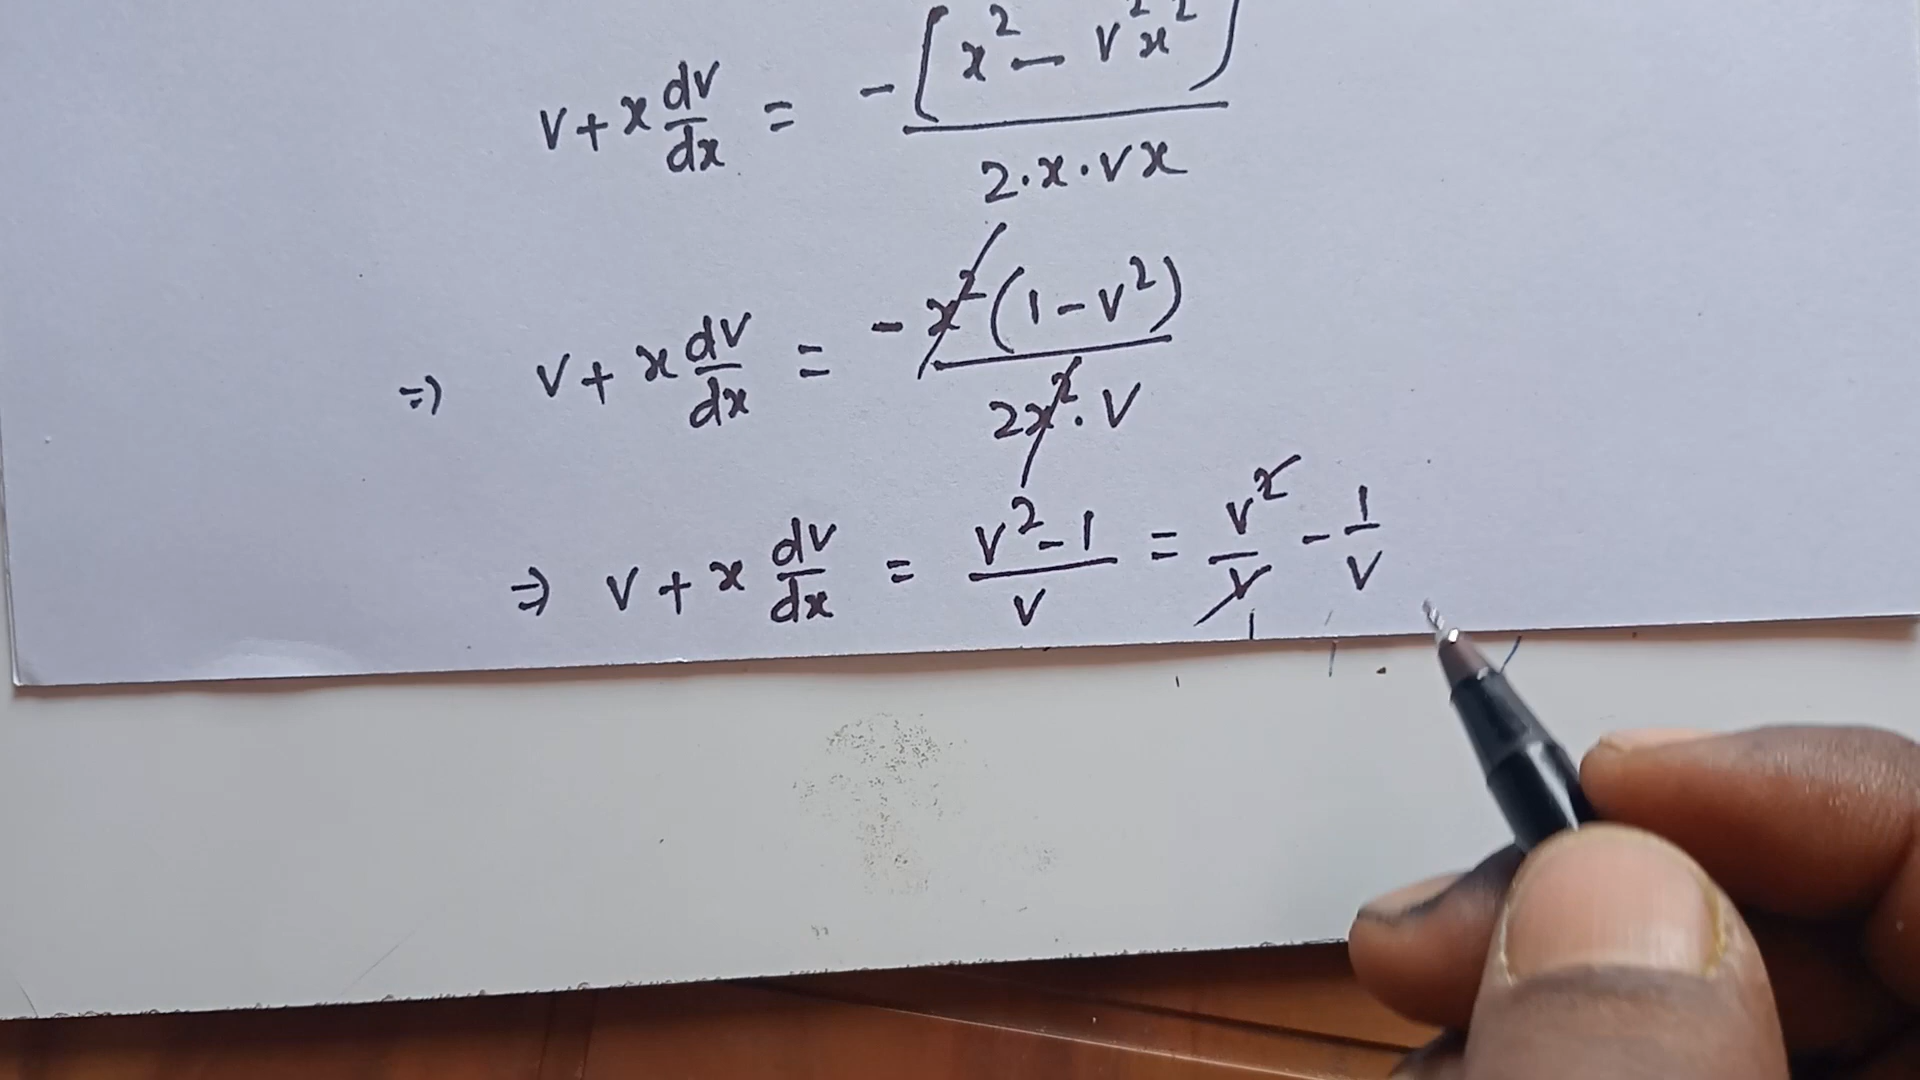 v + x dv/dx = -[x² - v²x²] / 2·x·vx
⇒ v + x dv/dx = -x²(1 - v²) / 2x²·v
⇒ v + x dv/dx = v² - 1 / v = v²/v - 1/v